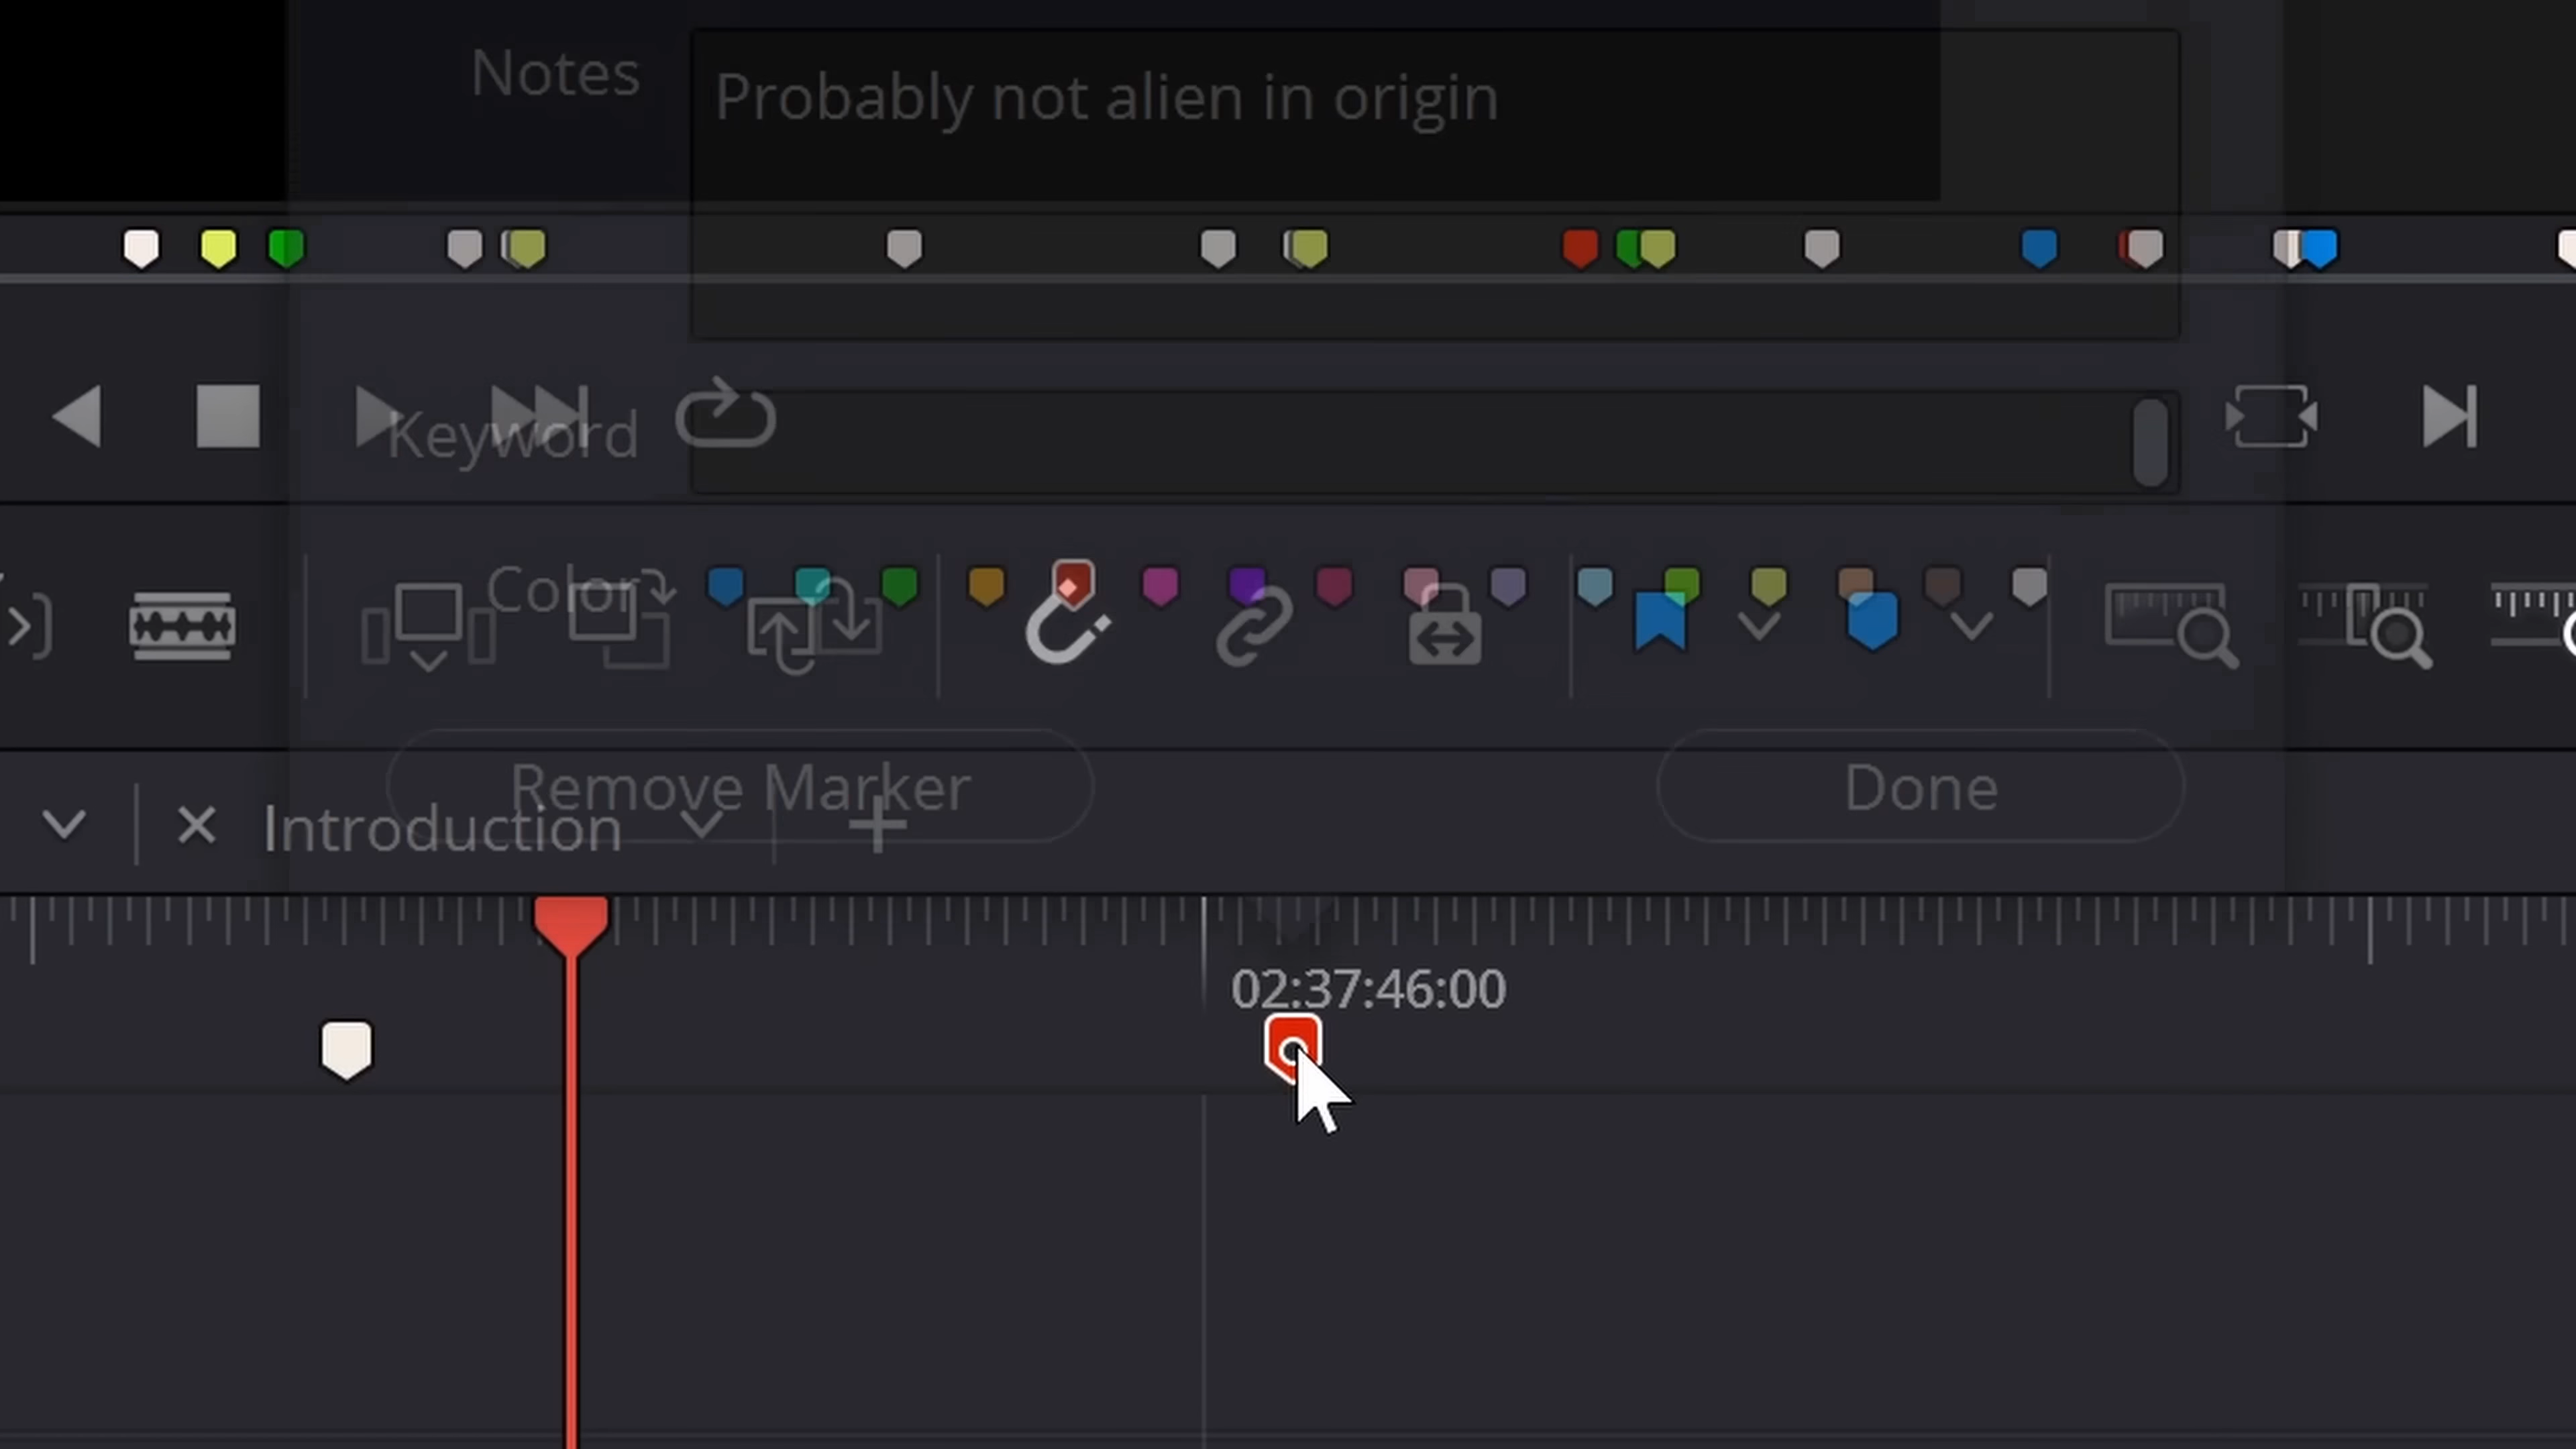 Notes
Probably not alien in origin
Keyword
Color
Remove Marker
Done
Introduction
02:37:46:00